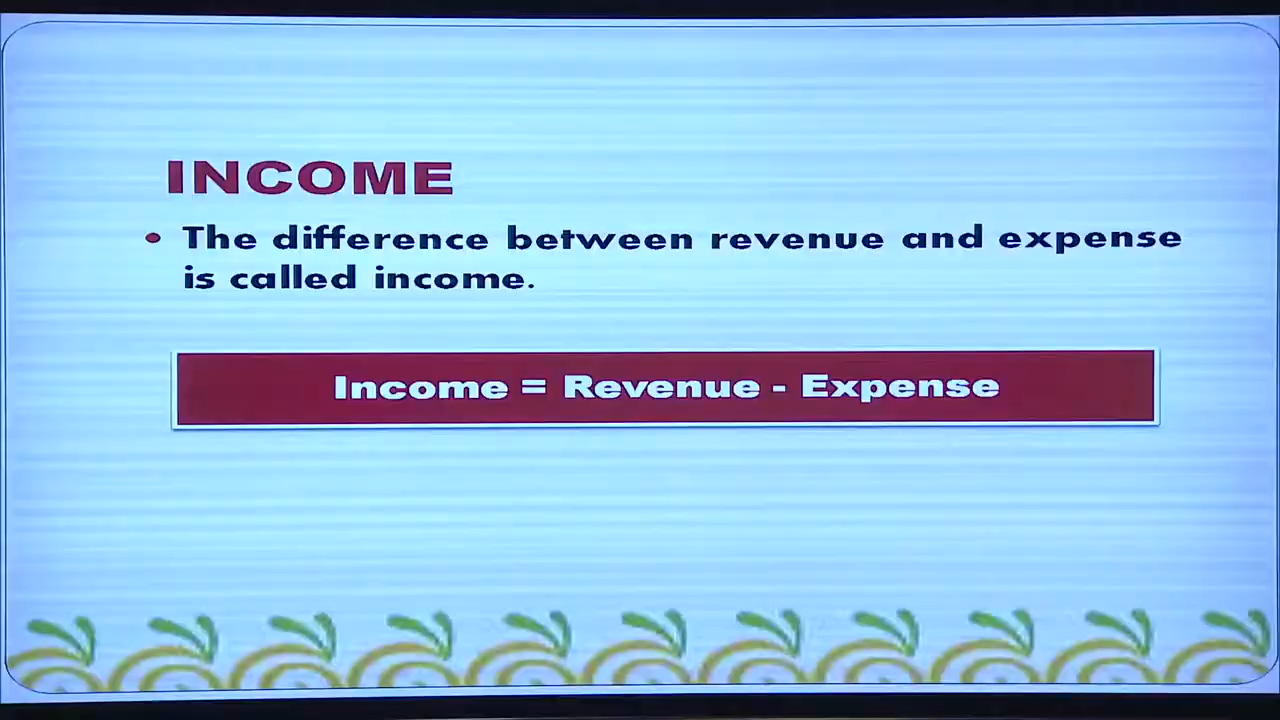 INCOME
• The difference between revenue and expense
is called income.
Income = Revenue - Expense